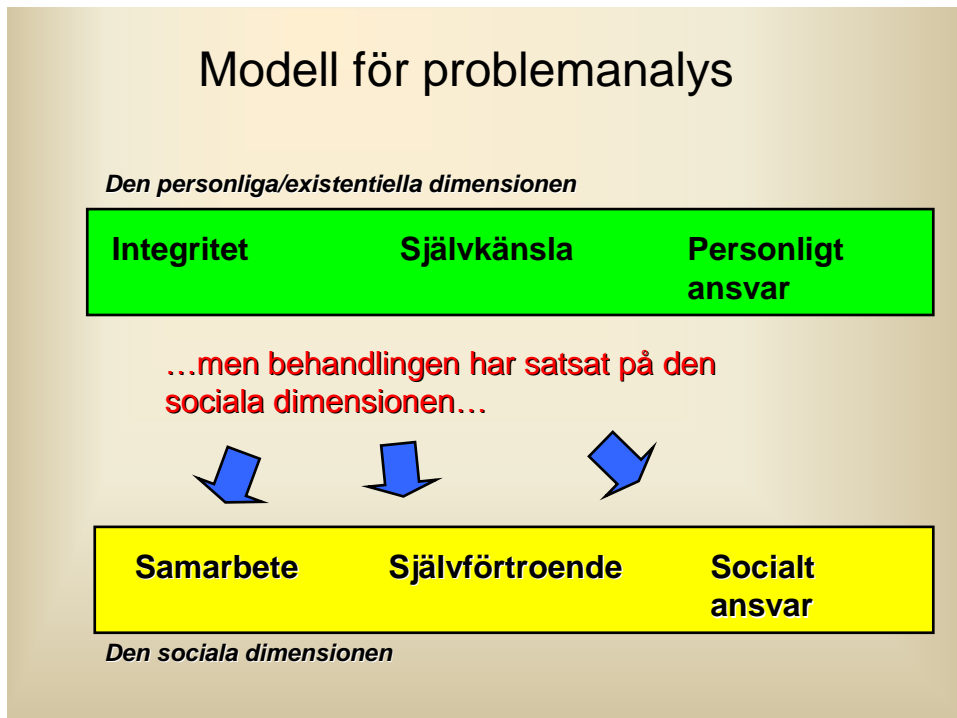 Modell för problemanalys
Den personliga/existentiella dimensionen
Integritet Självkänsla Personligt
ansvar
…men behandlingen har satsat på den
sociala dimensionen…
Samarbete Självförtroende Socialt
ansvar
Den sociala dimensionen